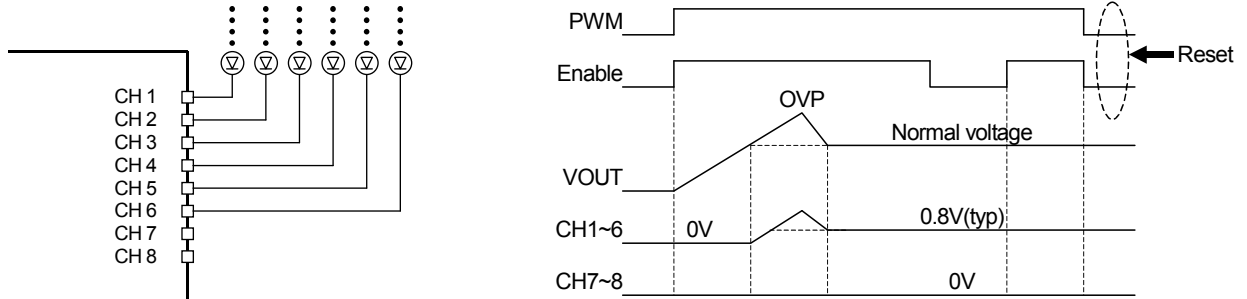 CH 1
CH 2
CH 3
CH 4
CH 5
CH 6
CH 7
CH 8
PWM
Reset
Enable
OVP
Normal voltage
VOUT
CH1~6
0V
0.8V(typ)
CH7~8
0V